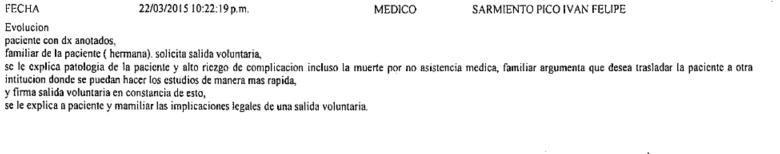 FECHA 22/03/2015 10:22:19 p.m. MEDICO SARMIENTO PICO IVAN FELIPE
Evolucion
paciente con dx anotados,
familiar de la paciente ( hermana). solicita salida voluntaria,
se le explica patologia de la paciente y alto riezgo de complicacion incluso la muerte por no asistencia medica, familiar argumenta que desea trasladar la paciente a otra
intitucion donde se puedan hacer los estudios de manera mas rapida,
y firma salida voluntaria en constancia de esto,
se le explica a paciente y mamiliar las implicaciones legales de una salida voluntaria.